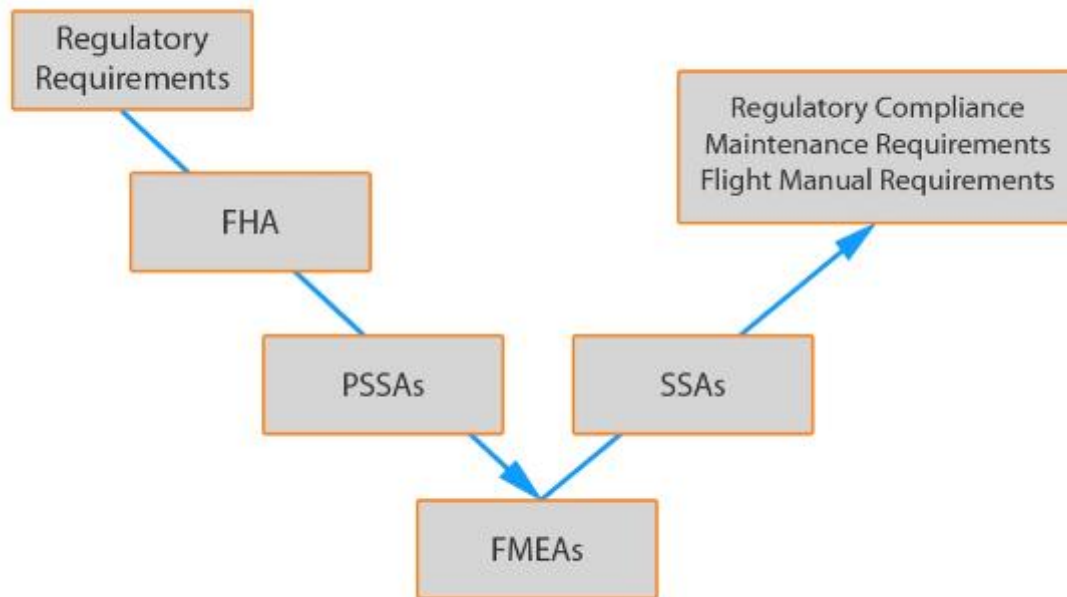 Regulatory
Requirements
FHA
PSSAs
FMEAs
SSAs
Regulatory Compliance
Maintenance Requirements
Flight Manual Requirements